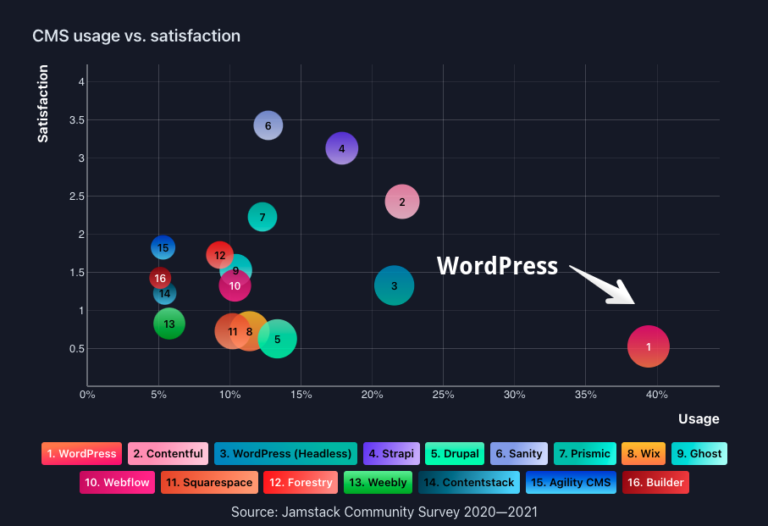 CMS usage vs. satisfaction
Satisfaction
4
3.5
3
2.5
2
1.5
1
0.5
6
4
2
7
15
12
9
16
10
14
3
13
11
8
5
1
WordPress
0%
5%
10%
15%
20%
25%
30%
35%
40%
Usage
1. WordPress
2. Contentful
3. WordPress (Headless)
4. Strapi
5. Drupal
6. Sanity
7. Prismic
8. Wix
9. Ghost
10. Webflow
11. Squarespace
12. Forestry
13. Weebly
14. Contentstack
15. Agility CMS
16. Builder
Source: Jamstack Community Survey 2020—2021